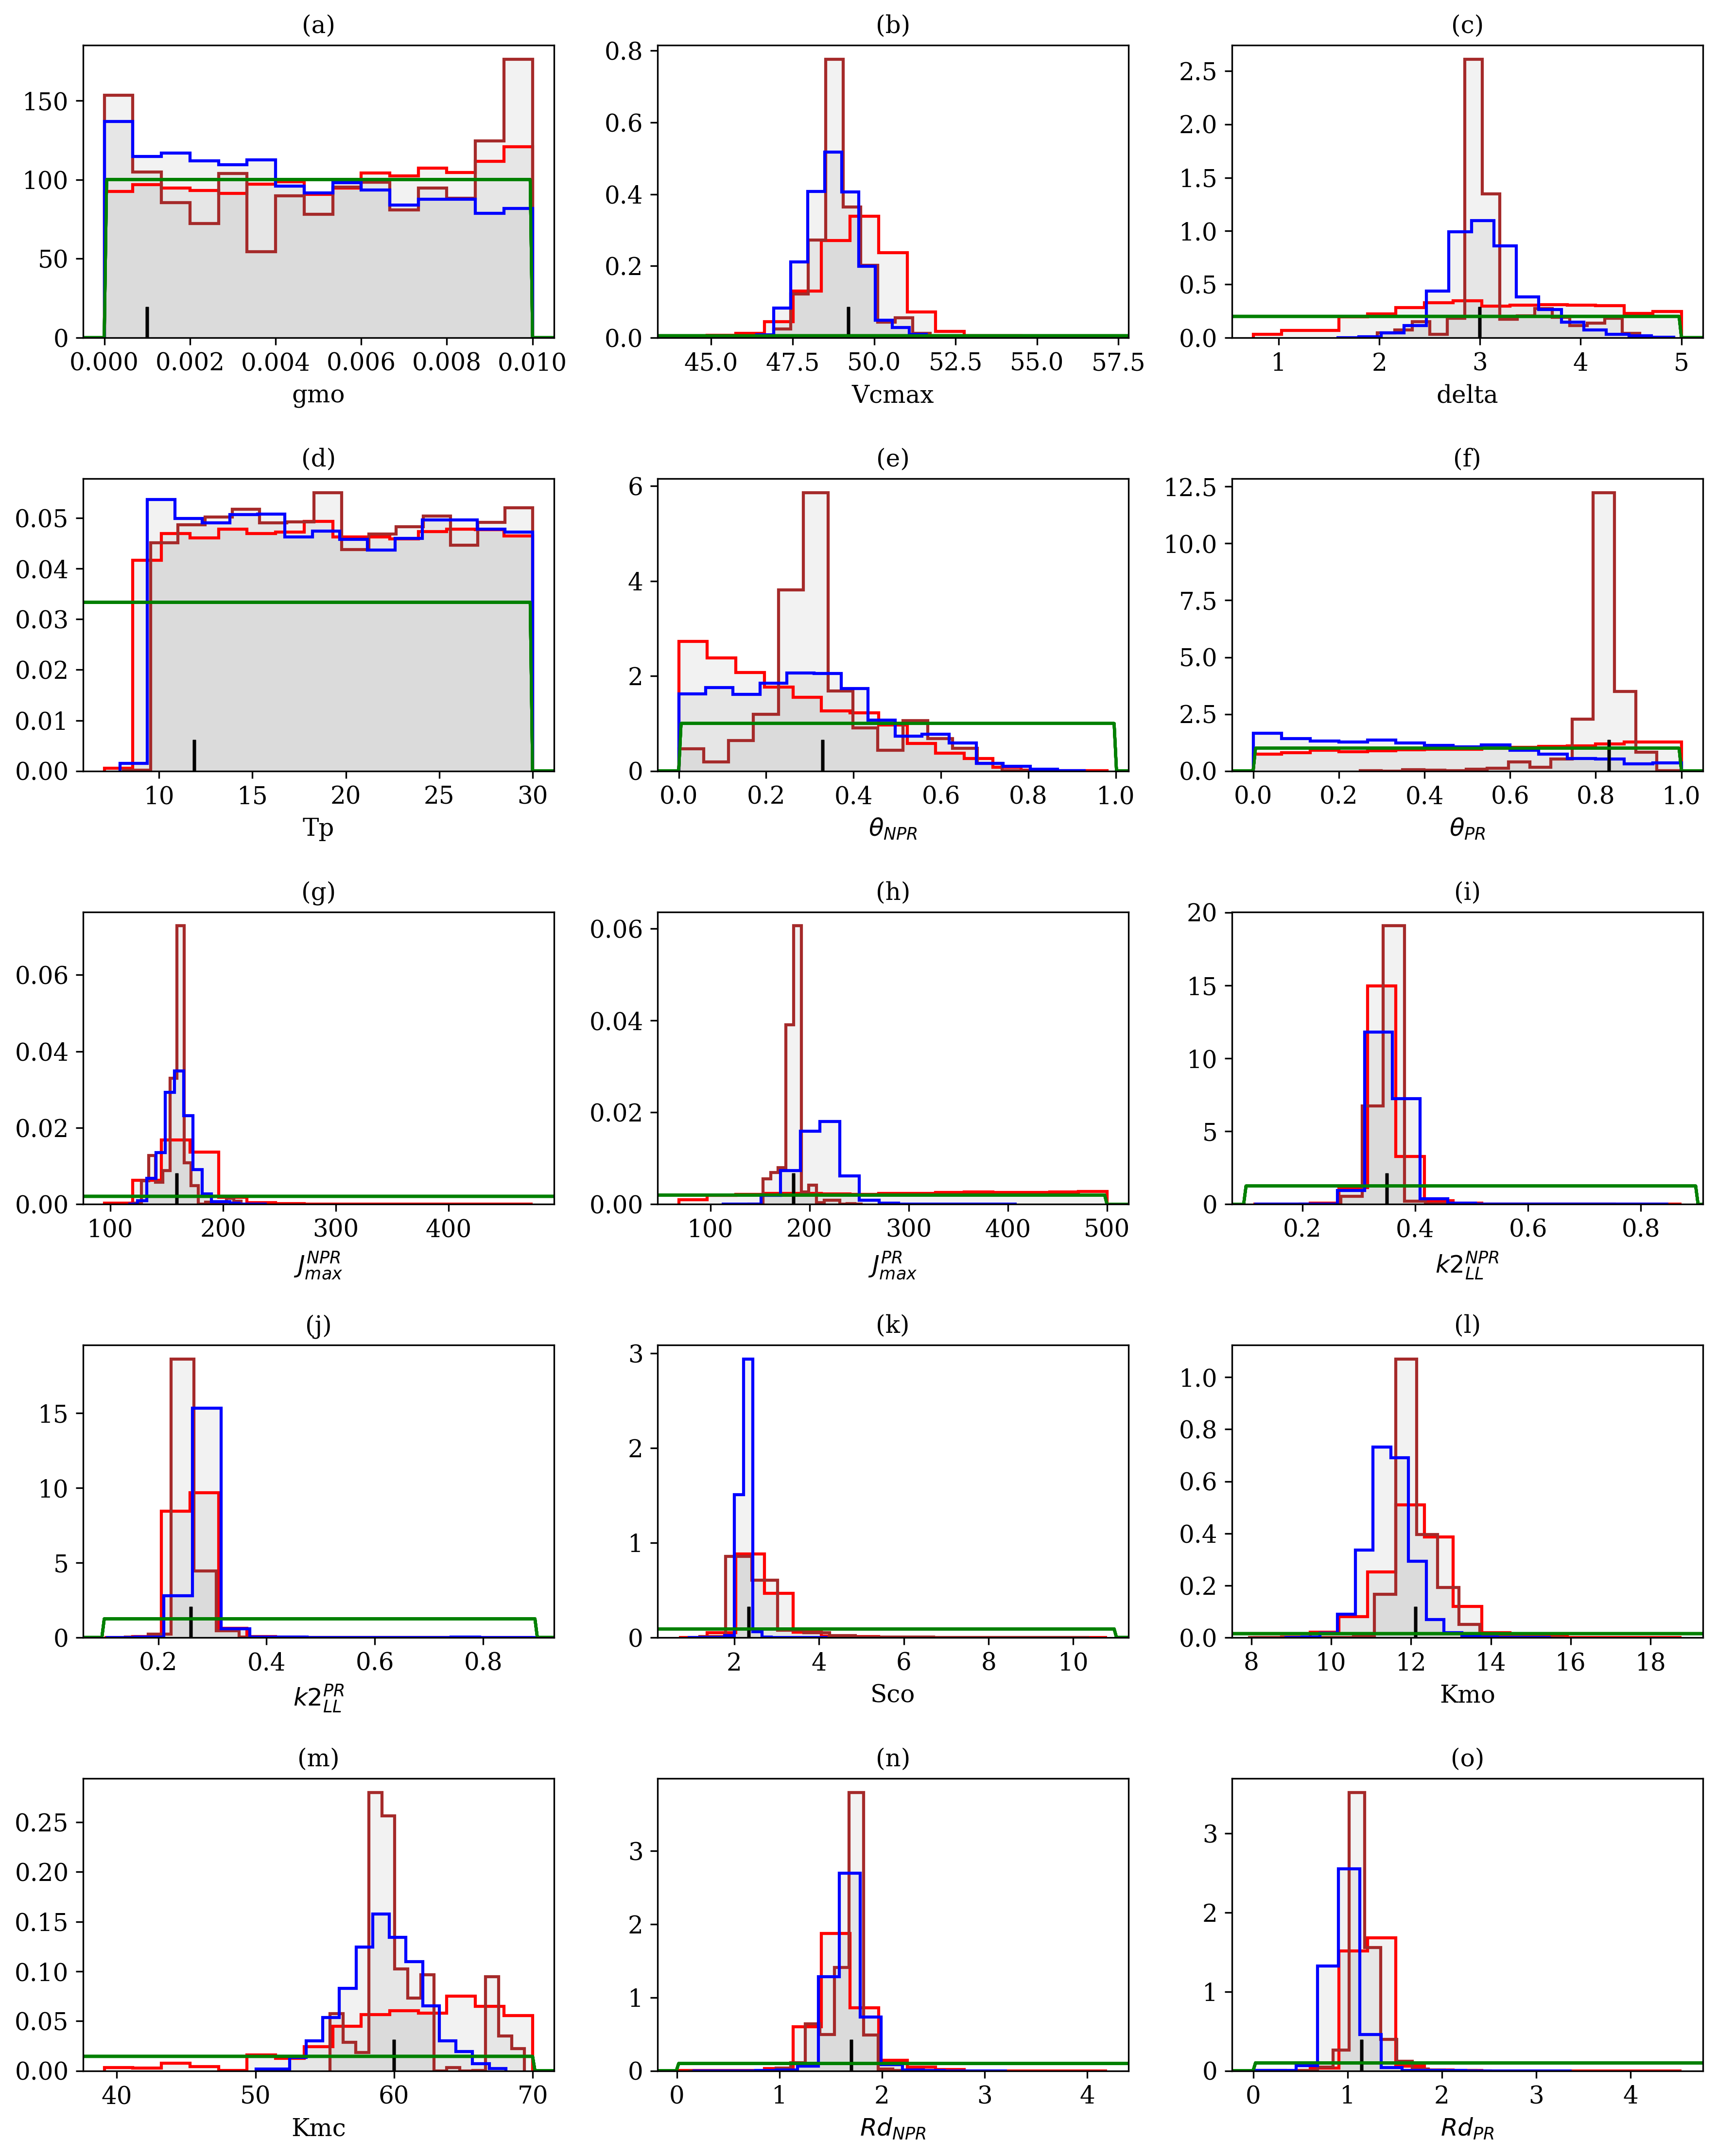 (a) (b) (c)
150
100
50
0
0.000 0.002 0.004 0.006 0.008 0.010
gmo
0.8
0.6
0.4
0.2
0.0
45.0 47.5 50.0 52.5 55.0 57.5
Vcmax
2.5
2.0
1.5
1.0
0.5
0.0
1 2 3 4 5
delta
(d) (e) (f)
0.05
0.04
0.03
0.02
0.01
0.00
10 15 20 25 30
Tp
6
4
2
0
0.0 0.2 0.4 0.6 0.8 1.0
θ_NPR
12.5
10.0
7.5
5.0
2.5
0.0
0.0 0.2 0.4 0.6 0.8 1.0
θ_PR
(g) (h) (i)
0.06
0.04
0.02
0.00
100 200 300 400
J_max^NPR
0.06
0.04
0.02
0.00
100 200 300 400 500
J_max^PR
20
15
10
5
0
0.2 0.4 0.6 0.8
k2_LL^NPR
(j) (k) (l)
15
10
5
0
0.2 0.4 0.6 0.8
k2_LL^PR
3
2
1
0
2 4 6 8 10
Sco
1.0
0.8
0.6
0.4
0.2
0.0
8 10 12 14 16 18
Kmo
(m) (n) (o)
0.25
0.20
0.15
0.10
0.05
0.00
40 50 60 70
Kmc
3
2
1
0
0 1 2 3 4
Rd_NPR
3
2
1
0
0 1 2 3 4
Rd_PR